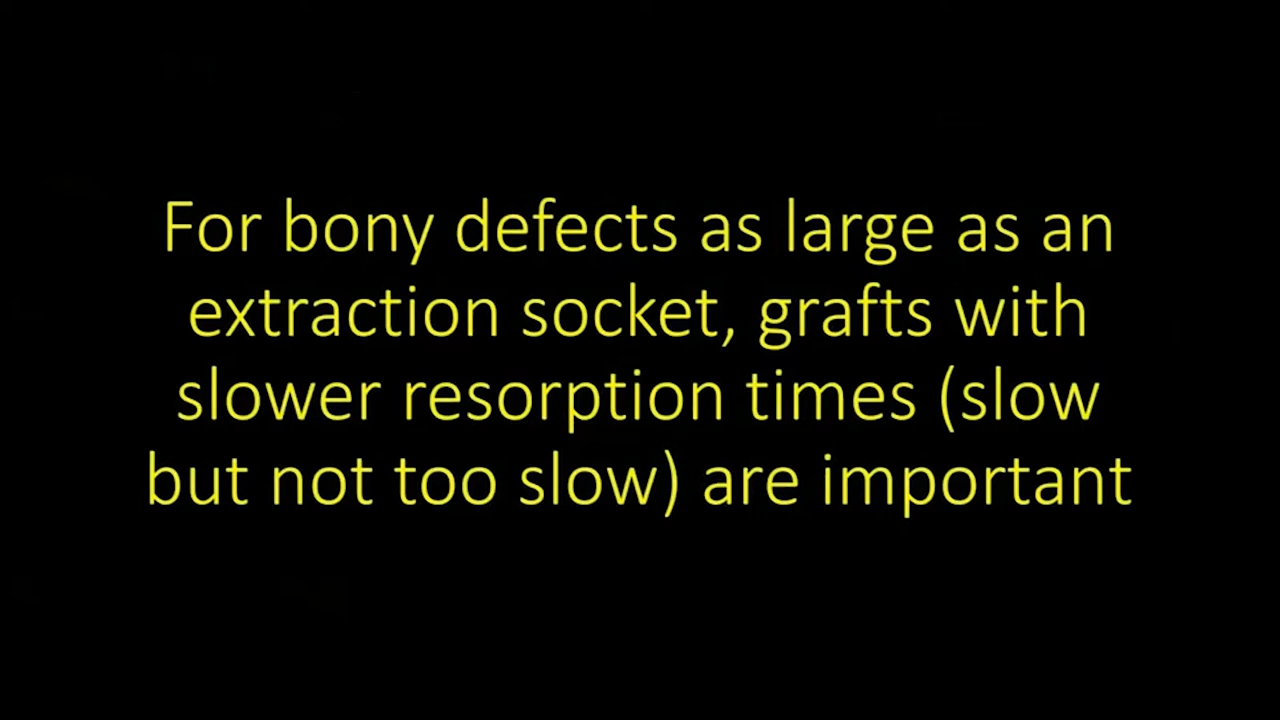 For bony defects as large as an
extraction socket, grafts with
slower resorption times (slow
but not too slow) are important